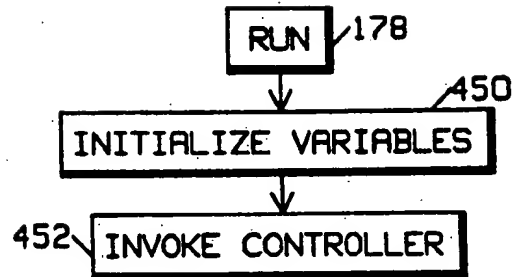 RUN 178
450
INITIALIZE VARIABLES
452 INVOKE CONTROLLER